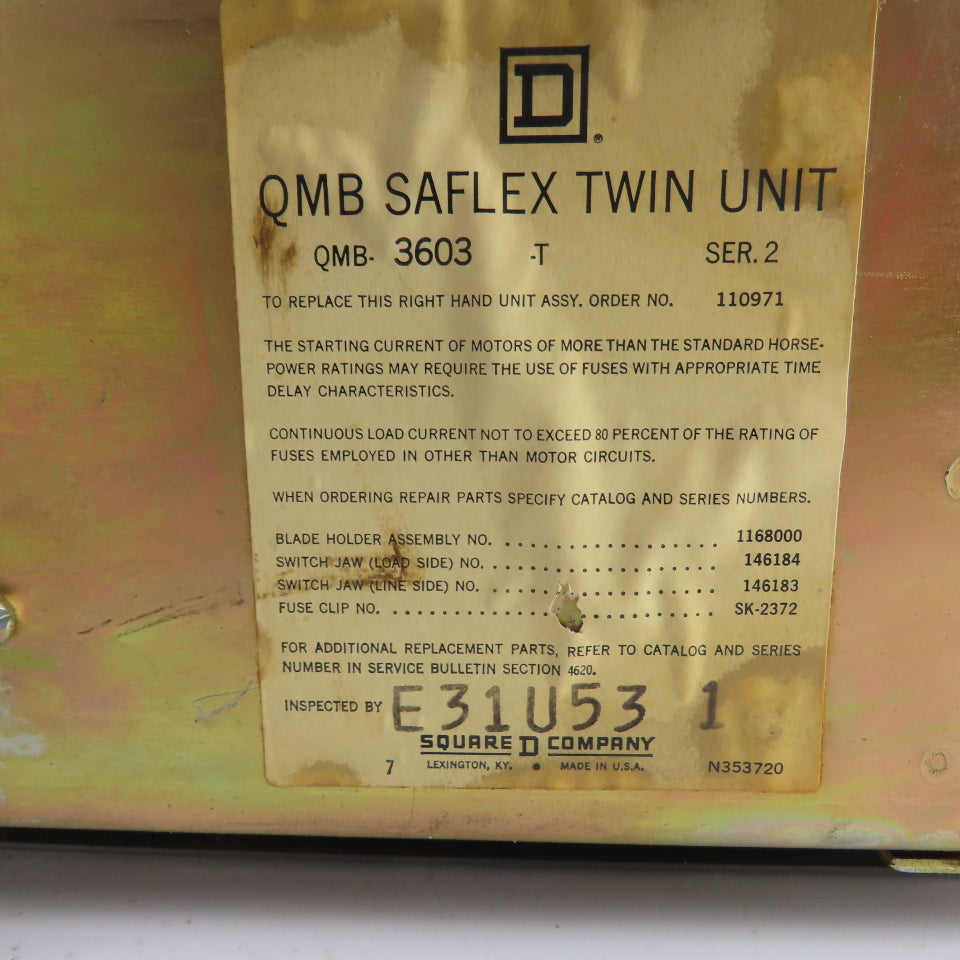 D®
QMB SAFLEX TWIN UNIT
QMB- 3603 -T SER. 2
TO REPLACE THIS RIGHT HAND UNIT ASSY. ORDER NO. 110971
THE STARTING CURRENT OF MOTORS OF MORE THAN THE STANDARD HORSE-
POWER RATINGS MAY REQUIRE THE USE OF FUSES WITH APPROPRIATE TIME
DELAY CHARACTERISTICS.
CONTINUOUS LOAD CURRENT NOT TO EXCEED 80 PERCENT OF THE RATING OF
FUSES EMPLOYED IN OTHER THAN MOTOR CIRCUITS.
WHEN ORDERING REPAIR PARTS SPECIFY CATALOG AND SERIES NUMBERS.
BLADE HOLDER ASSEMBLY NO. . . . . . . . . . . . . . . . . . 1168000
SWITCH JAW (LOAD SIDE) NO. . . . . . . . . . . . . . . . . . . 146184
SWITCH JAW (LINE SIDE) NO. . . . . . . . . . . . . . . . . . . 146183
FUSE CLIP NO. . . . . . . . . . . . . . . . . . . . . . . . . . . SK-2372
FOR ADDITIONAL REPLACEMENT PARTS, REFER TO CATALOG AND SERIES
NUMBER IN SERVICE BULLETIN SECTION 4620.
INSPECTED BY E31U53 1
SQUARE D COMPANY
7 LEXINGTON, KY. • MADE IN U.S.A. N353720